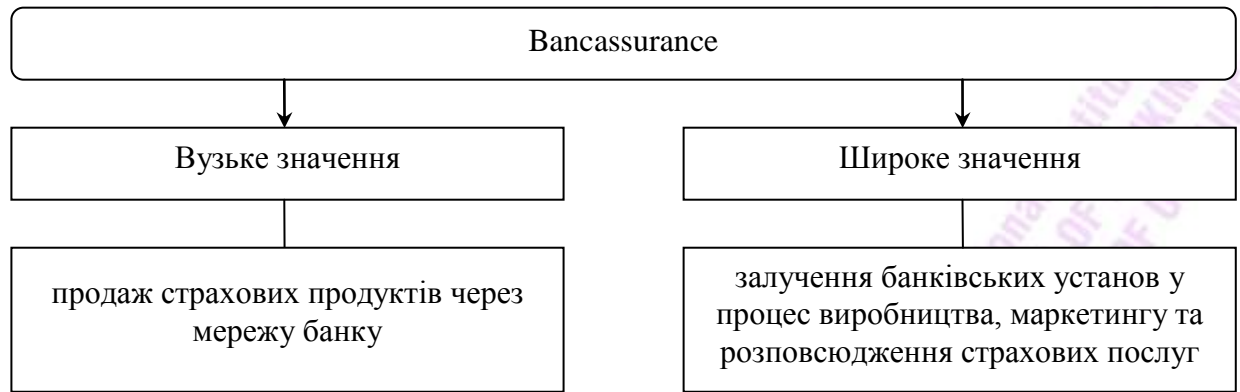 Bancassurance
Вузьке значення
Широке значення
продаж страхових продуктів через
мережу банку
залучення банківських установ у
процес виробництва, маркетингу та
розповсюдження страхових послуг
OF